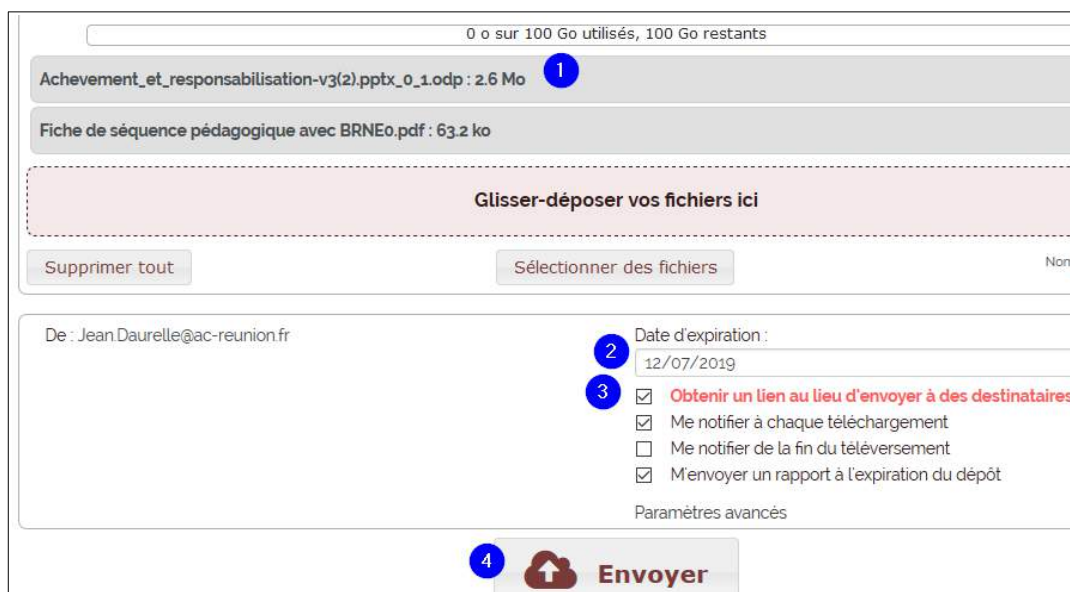 0 o sur 100 Go utilisés, 100 Go restants
Achevement_et_responsabilisation-v3(2).pptx_0_1.odp : 2.6 Mo
1
Fiche de séquence pédagogique avec BRNE0.pdf : 63.2 ko
Glisser-déposer vos fichiers ici
Supprimer tout
Sélectionner des fichiers
De : Jean.Daurelle@ac-reunion.fr
Date d'expiration :
2
12/07/2019
3
Obtenir un lien au lieu d'envoyer à des destinataires
Me notifier à chaque téléchargement
Me notifier de la fin du téléversement
M'envoyer un rapport à l'expiration du dépôt
Paramètres avancés
4
Envoyer